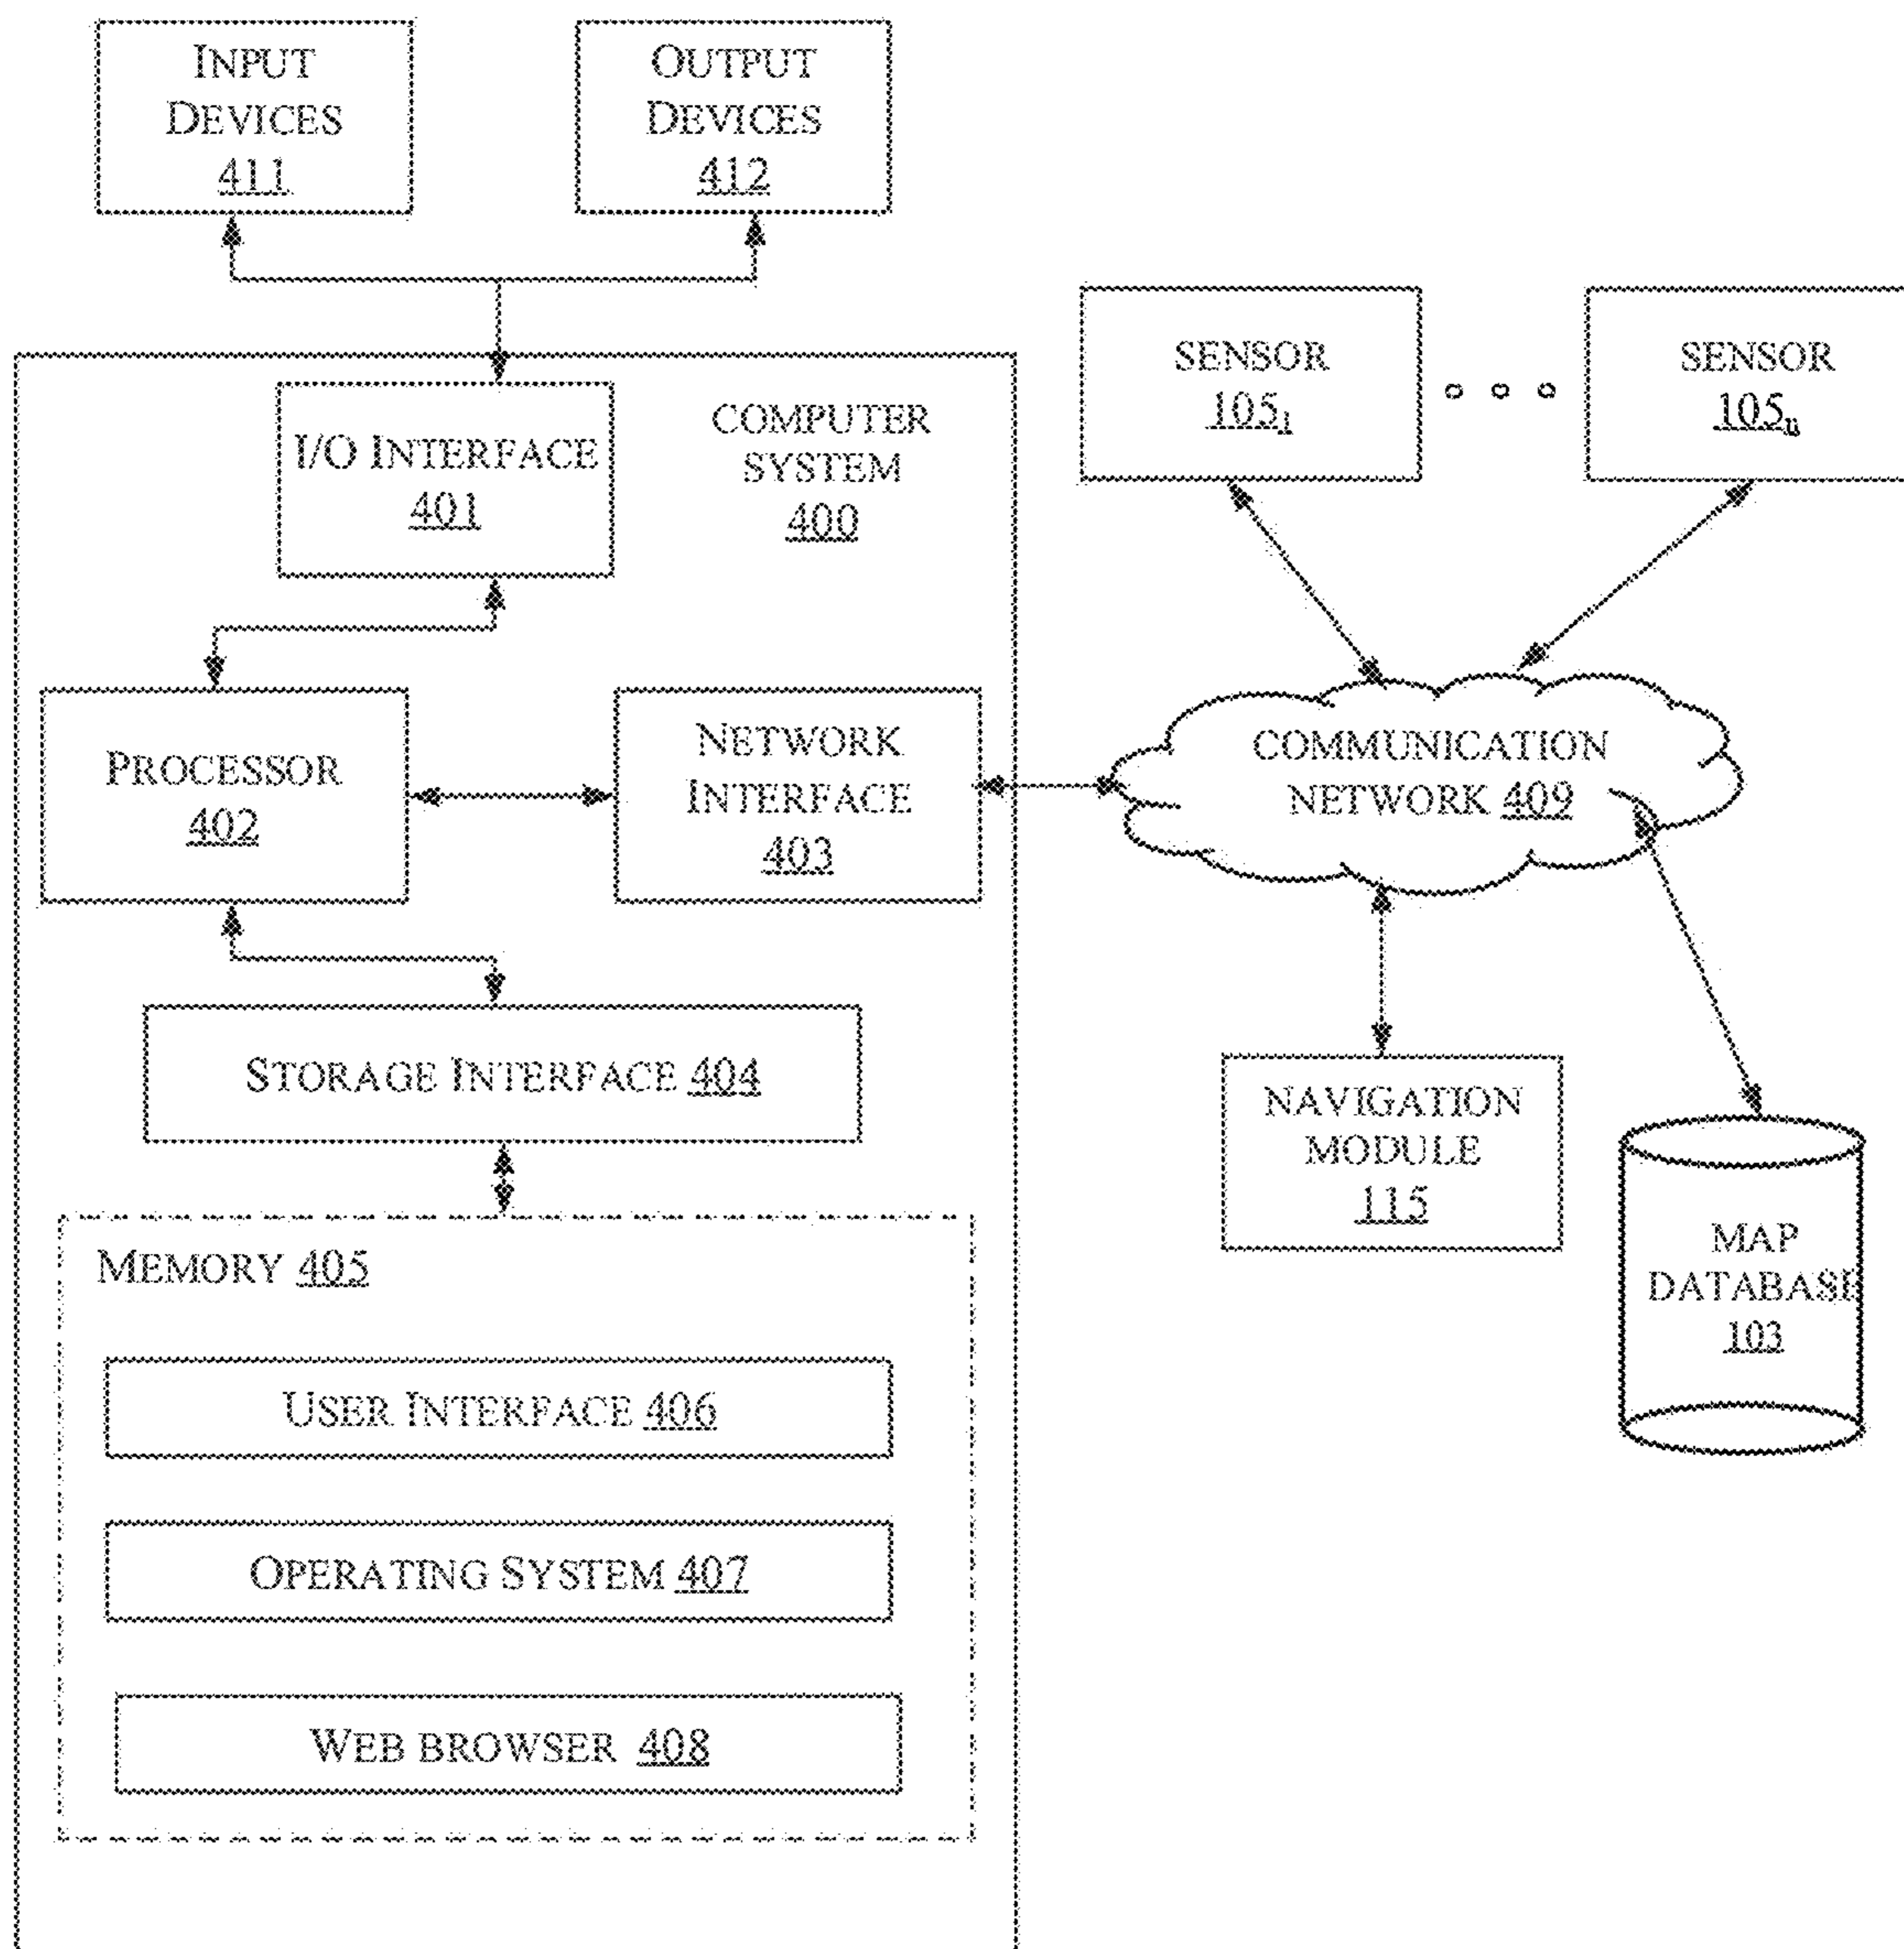 INPUT
DEVICES
411
OUTPUT
DEVICES
412
I/O INTERFACE
401
COMPUTER
SYSTEM
400
SENSOR
105₁
SENSOR
105ₙ
PROCESSOR
402
NETWORK
INTERFACE
403
COMMUNICATION
NETWORK 409
STORAGE INTERFACE 404
NAVIGATION
MODULE
115
MAP
DATABASE
103
MEMORY 405
USER INTERFACE 406
OPERATING SYSTEM 407
WEB BROWSER 408